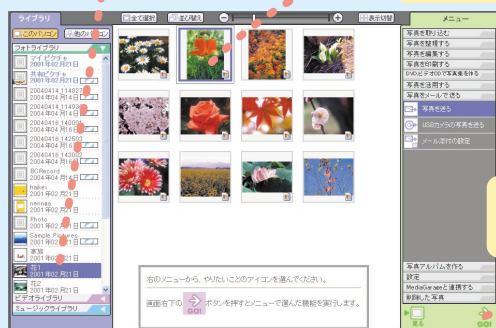 ライブラリ
このパソコン
他のパソコン
フォトライブラリ
マイピクチャ
2001年02月21日
共有ピクチャ
2001年02月21日
20040414_114827
2004年04月14日
20040414_114930
2004年04月14日
20040416_140001
2004年04月16日
20040416_142503
2004年04月16日
20040416_143002
2004年04月16日
BCRecord
2004年04月14日
haikei
2001年02月21日
nennga
2001年02月21日
Photo
2001年02月21日
Sample Pictures
2001年02月21日
家族
2001年02月21日
花1
2001年02月21日
花2
2001年02月21日
ビデオライブラリ
ミュージックライブラリ
全て選択
並び替え
表示切替
右のメニューから、やりたいことのアイコンを選んでください。
画面右下の GO! ボタンを押すとメニューで選んだ機能を実行します。
メニュー
写真を取り込む
写真を整理する
写真を編集する
写真を印刷する
DVD,ビデオCDで写真集を作る
写真を活用する
写真をメールで送る
写真を送る
USBカメラの写真を送る
メール添付の設定
写真アルバムを作る
設定
MediaGarageと連携する
削除した写真
戻る
GO!